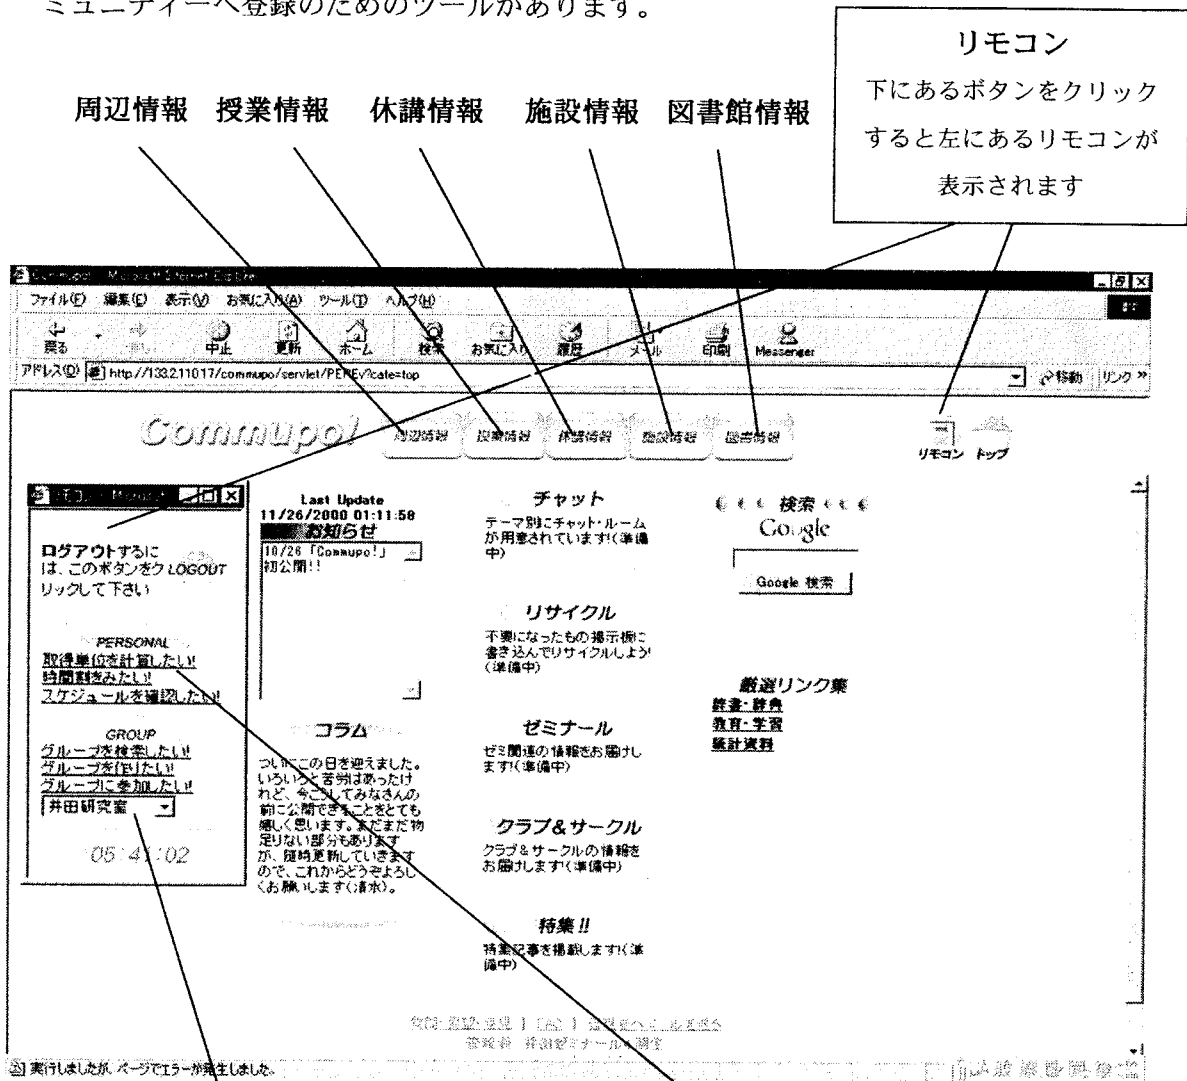 ミュニティーへ登録のためのツールがあります。
リモコン
下にあるボタンをクリック
すると左にあるリモコンが
表示されます
周辺情報 授業情報 休講情報 施設情報 図書館情報
ファイル(F) 編集(E) 表示(V) お気に入り(A) ツール(T) ヘルプ(H)
戻る 中止 更新 ホーム 検索 お気に入り 履歴 メール 印刷 Messenger
アドレス(D) http://133.2.110.17/commupo/servlet/PEREv?cate=top 移動 リンク »
Commupo! 周辺情報 授業情報 休講情報 施設情報 図書情報 リモコン トップ
ログアウトするに
は、このボタンをク LOGOUT
リックして下さい
PERSONAL
取得単位を計算したい!
時間割をみたい!
スケジュールを確認したい!
GROUP
グループを検索したい!
グループを作りたい!
グループに参加したい!
井田研究室
05:41:02
Last Update
11/26/2000 01:11:58
お知らせ
10/26「Commupo!」
初公開!!
コラム
ついにこの日を迎えました。
いろいろと苦労はあったけ
れど、今こうしてみなさんの
前に公開できることをとても
嬉しく思います。まだまだ物
足りない部分もあります
が、随時更新していきます
ので、これからどうぞよろし
くお願いします(清水)。
チャット
テーマ別にチャット・ルーム
が用意されています!(準備
中)
リサイクル
不要になったもの掲示板に
書き込んでリサイクルしよう!
(準備中)
ゼミナール
ゼミ関連の情報をお届けし
ます!(準備中)
クラブ&サークル
クラブ&サークルの情報を
お届けします!(準備中)
特集!!
特集記事を掲載します!(準
備中)
検索
Google
Google 検索
厳選リンク集
辞書・辞典
教育・学習
統計資料
実行しましたが、ページでエラーが発生しました。